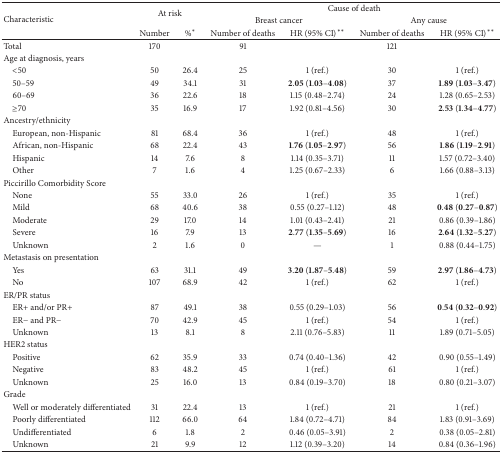 Characteristic At risk Cause of death
Breast cancer Any cause
Number %* Number of deaths HR (95% CI)** Number of deaths HR (95% CI)**
Total 170 91 121
Age at diagnosis, years
<50 50 26.4 25 1 (ref.) 30 1 (ref.)
50–59 49 34.1 31 2.05 (1.03–4.08) 37 1.89 (1.03–3.47)
60–69 36 22.6 18 1.15 (0.48–2.74) 24 1.28 (0.65–2.53)
≥70 35 16.9 17 1.92 (0.81–4.56) 30 2.53 (1.34–4.77)
Ancestry/ethnicity
European, non-Hispanic 81 68.4 36 1 (ref.) 48 1 (ref.)
African, non-Hispanic 68 22.4 43 1.76 (1.05–2.97) 56 1.86 (1.19–2.91)
Hispanic 14 7.6 8 1.14 (0.35–3.71) 11 1.57 (0.72–3.40)
Other 7 1.6 4 1.25 (0.67–2.33) 6 1.66 (0.88–3.13)
Piccirillo Comorbidity Score
None 55 33.0 26 1 (ref.) 35 1 (ref.)
Mild 68 40.6 38 0.55 (0.27–1.12) 48 0.48 (0.27–0.87)
Moderate 29 17.0 14 1.01 (0.43–2.41) 21 0.86 (0.39–1.86)
Severe 16 7.9 13 2.77 (1.35–5.69) 16 2.64 (1.32–5.27)
Unknown 2 1.6 0 — 1 0.88 (0.44–1.75)
Metastasis on presentation
Yes 63 31.1 49 3.20 (1.87–5.48) 59 2.97 (1.86–4.73)
No 107 68.9 42 1 (ref.) 62 1 (ref.)
ER/PR status
ER+ and/or PR+ 87 49.1 38 0.55 (0.29–1.03) 56 0.54 (0.32–0.92)
ER− and PR− 70 42.9 45 1 (ref.) 54 1 (ref.)
Unknown 13 8.1 8 2.11 (0.76–5.83) 11 1.89 (0.71–5.05)
HER2 status
Positive 62 35.9 33 0.74 (0.40–1.36) 42 0.90 (0.55–1.49)
Negative 83 48.2 45 1 (ref.) 61 1 (ref.)
Unknown 25 16.0 13 0.84 (0.19–3.70) 18 0.80 (0.21–3.07)
Grade
Well or moderately differentiated 31 22.4 13 1 (ref.) 21 1 (ref.)
Poorly differentiated 112 66.0 64 1.84 (0.72–4.71) 84 1.83 (0.91–3.69)
Undifferentiated 6 1.8 2 0.46 (0.05–3.91) 2 0.38 (0.05–2.81)
Unknown 21 9.9 12 1.12 (0.39–3.20) 14 0.84 (0.36–1.96)